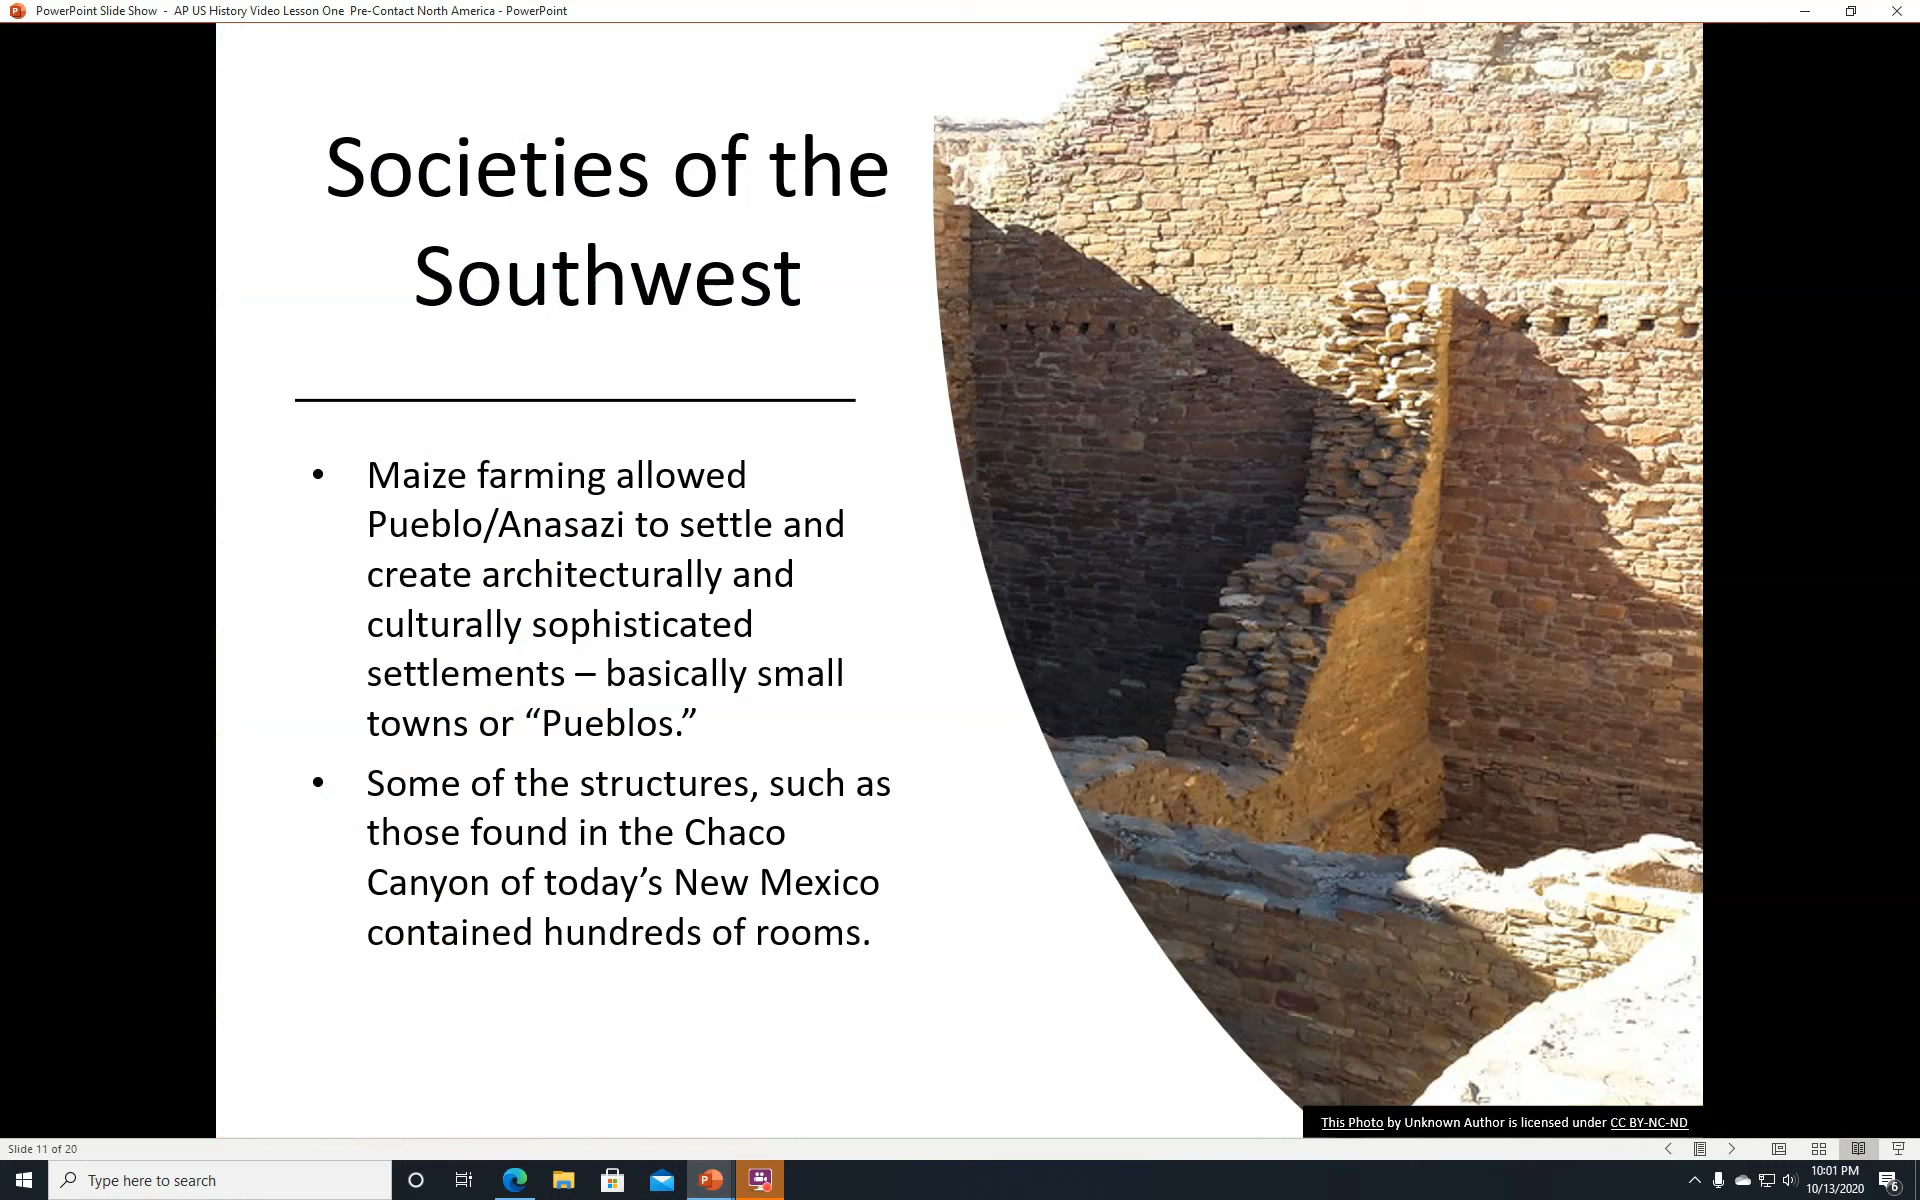 PowerPoint Slide Show - AP US History Video Lesson One Pre-Contact North America - PowerPoint
Societies of the
Southwest
• Maize farming allowed
Pueblo/Anasazi to settle and
create architecturally and
culturally sophisticated
settlements – basically small
towns or “Pueblos.”
• Some of the structures, such as
those found in the Chaco
Canyon of today’s New Mexico
contained hundreds of rooms.
This Photo by Unknown Author is licensed under CC BY-NC-ND
Slide 11 of 20
Type here to search
10:01 PM
10/13/2020
6